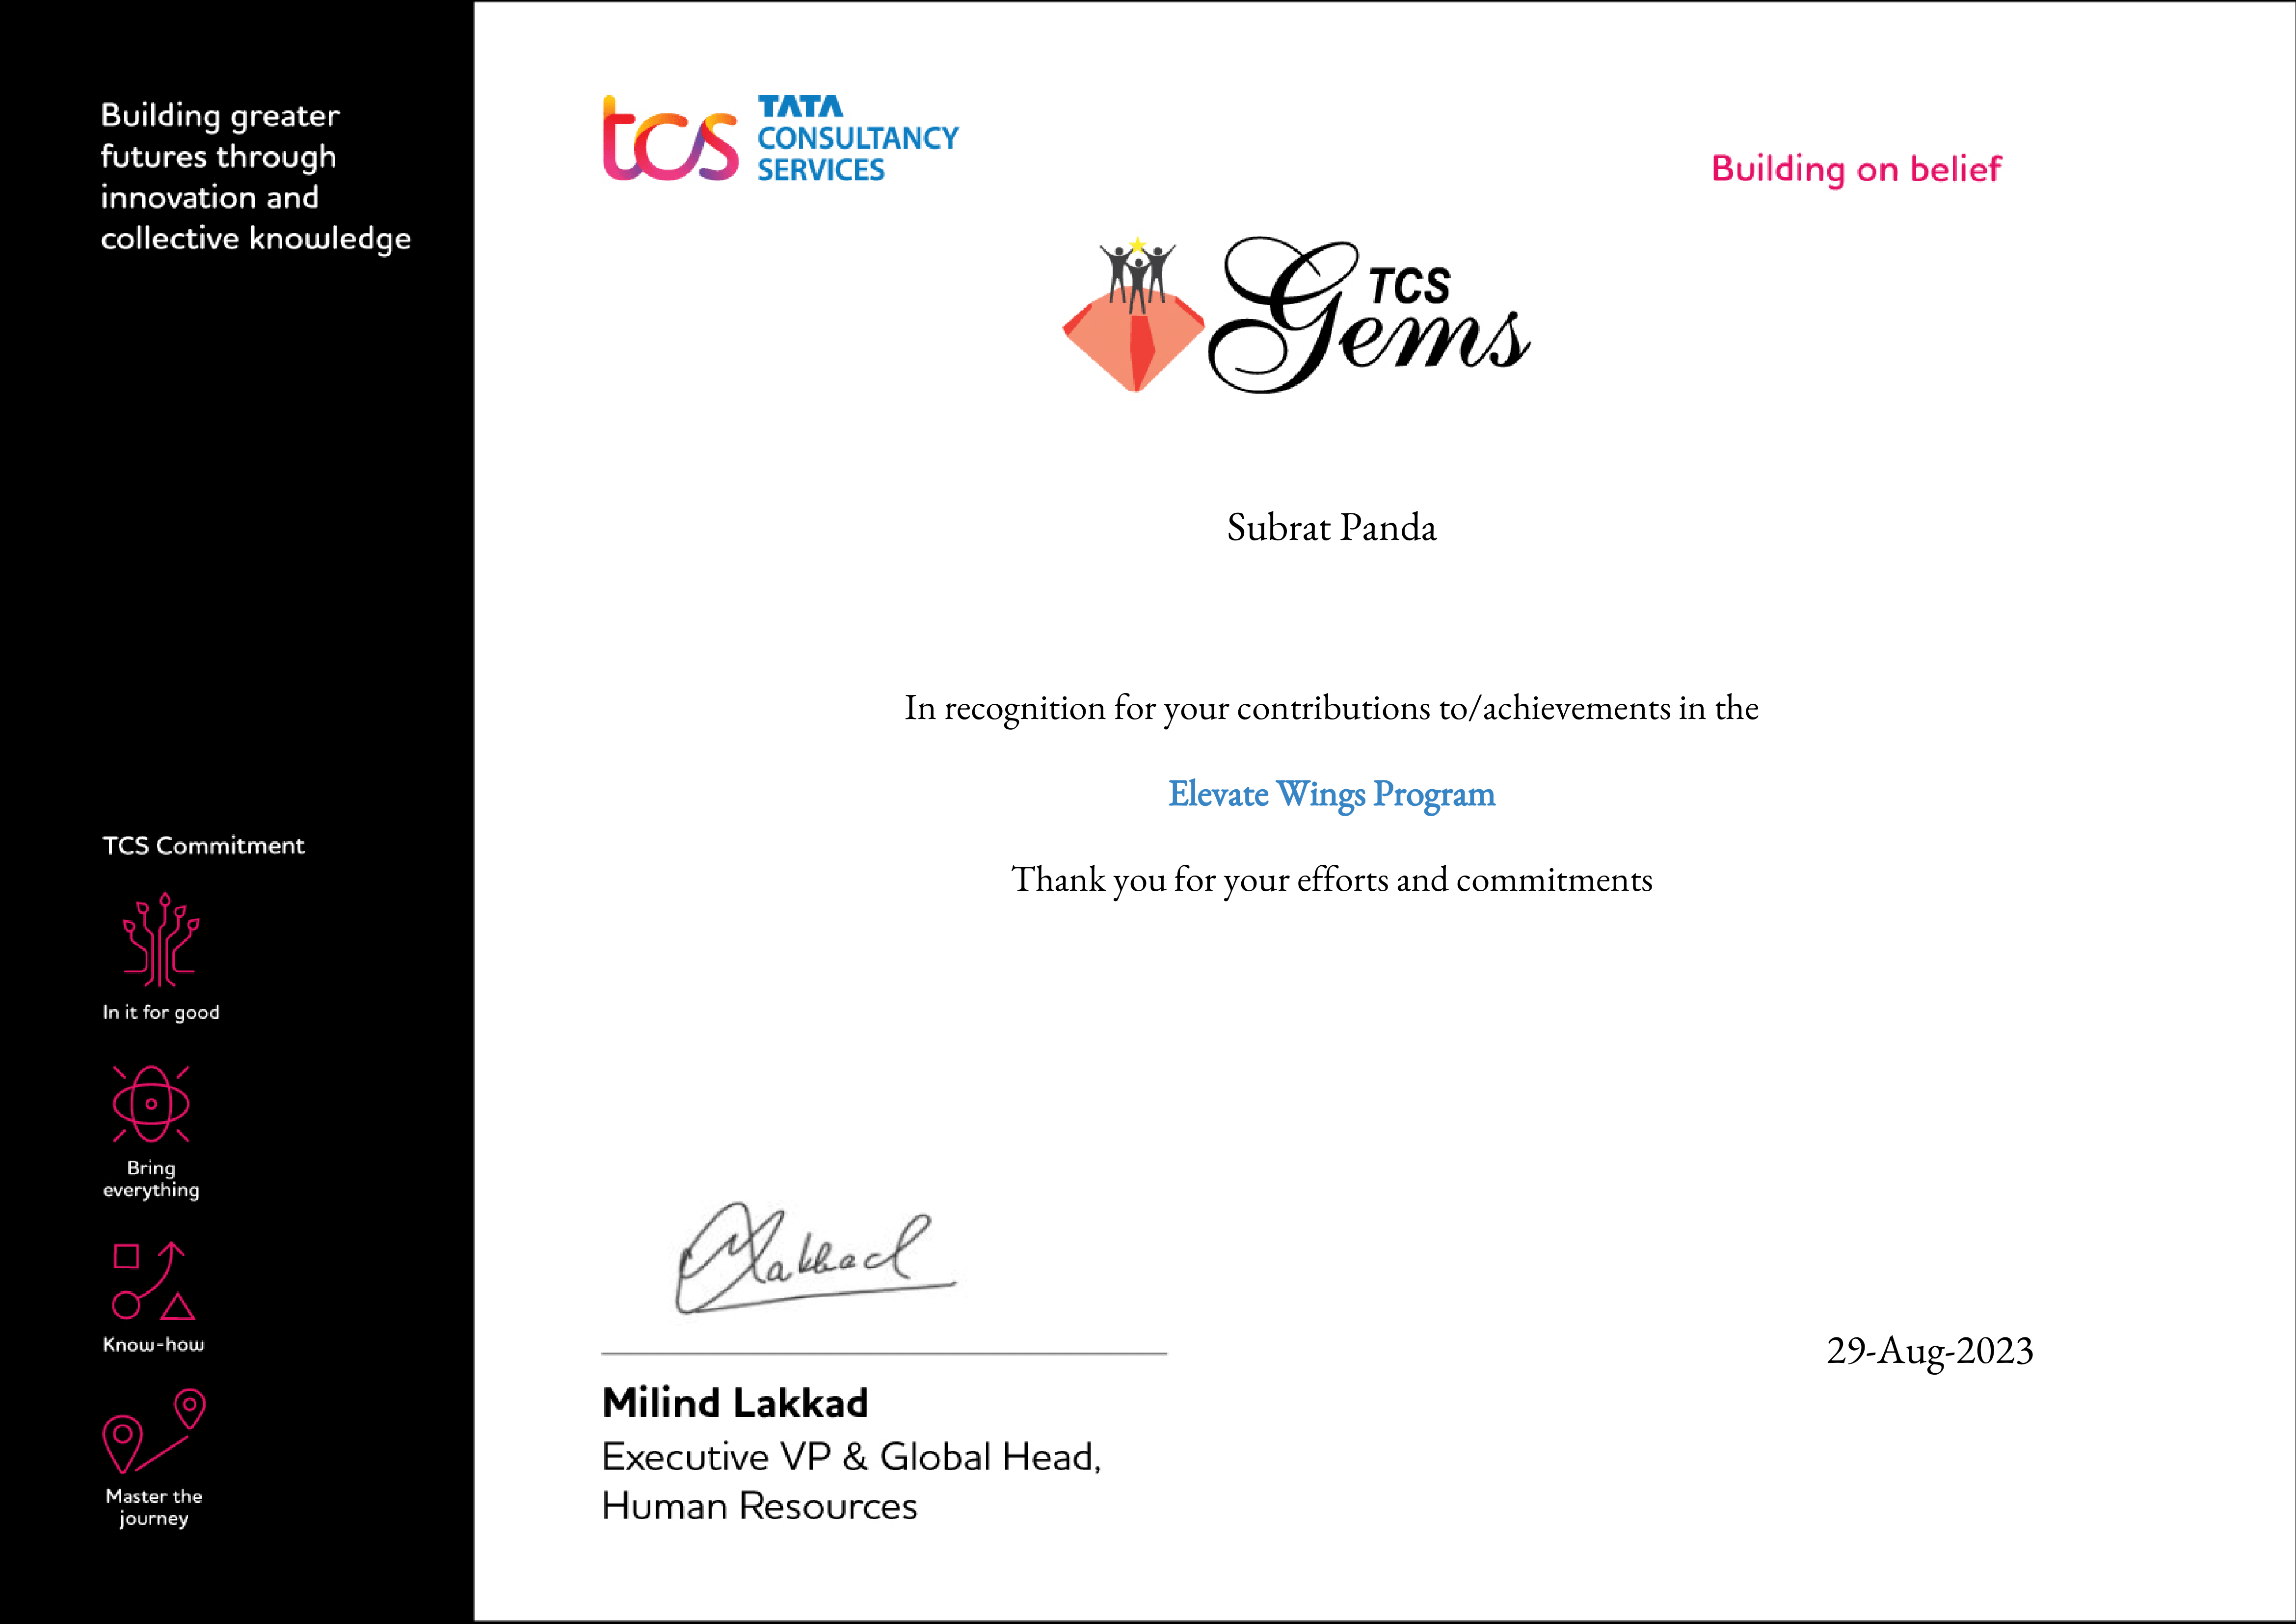 Building greater
futures through
innovation and
collective knowledge
TCS Commitment
In it for good
Bring
everything
Know-how
Master the
journey
tcs TATA
CONSULTANCY
SERVICES
Building on belief
TCS
Gems
Subrat Panda
In recognition for your contributions to/achievements in the
Elevate Wings Program
Thank you for your efforts and commitments
Lakkad
29-Aug-2023
Milind Lakkad
Executive VP & Global Head,
Human Resources